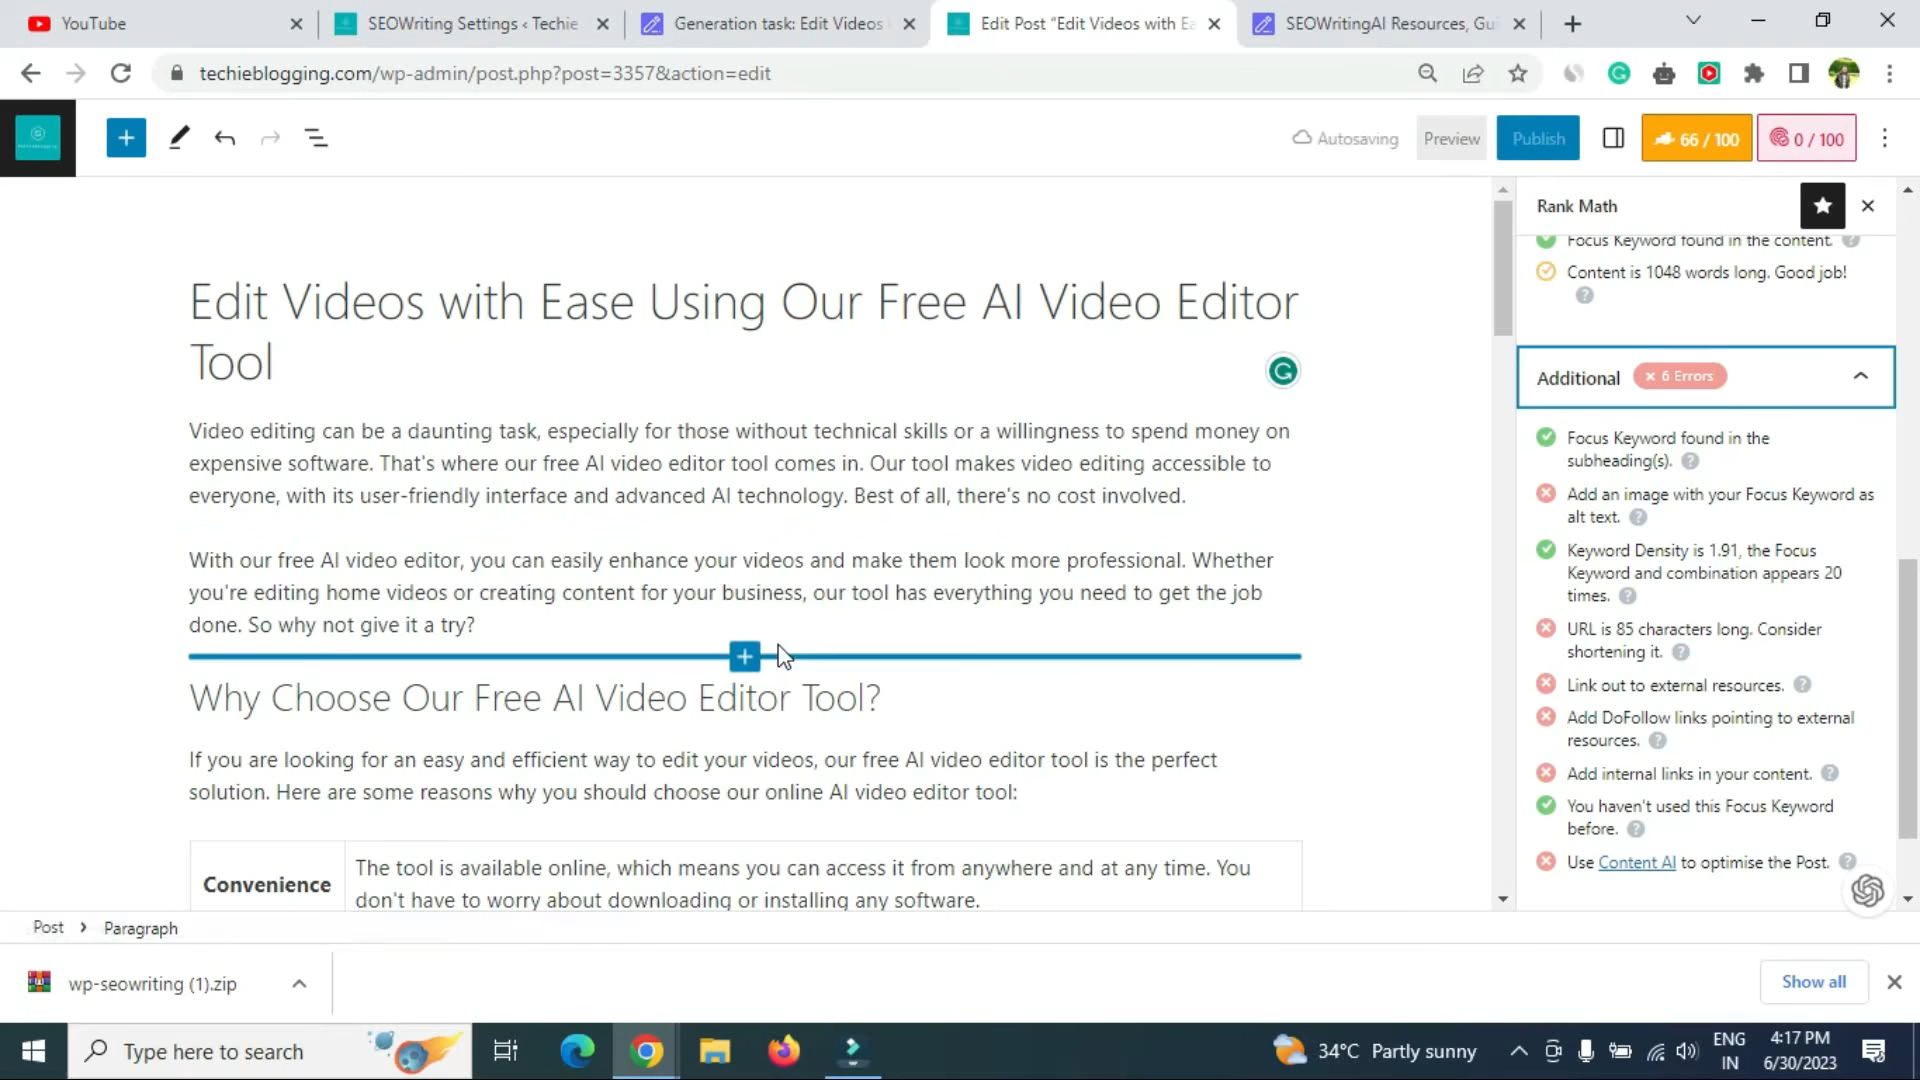 YouTube
SEOWriting Settings ‹ Techie
Generation task: Edit Videos
Edit Post “Edit Videos with Ea
SEOWritingAI Resources, Gui
techieblogging.com/wp-admin/post.php?post=3357&action=edit
Autosaving
Preview
Publish
66 / 100
0 / 100
Rank Math
Focus Keyword found in the content.
Content is 1048 words long. Good job!
Additional
6 Errors
Focus Keyword found in the
subheading(s).
Add an image with your Focus Keyword as
alt text.
Keyword Density is 1.91, the Focus
Keyword and combination appears 20
times.
URL is 85 characters long. Consider
shortening it.
Link out to external resources.
Add DoFollow links pointing to external
resources.
Add internal links in your content.
You haven't used this Focus Keyword
before.
Use Content AI to optimise the Post.
Edit Videos with Ease Using Our Free AI Video Editor
Tool
Video editing can be a daunting task, especially for those without technical skills or a willingness to spend money on
expensive software. That's where our free AI video editor tool comes in. Our tool makes video editing accessible to
everyone, with its user-friendly interface and advanced AI technology. Best of all, there's no cost involved.
With our free AI video editor, you can easily enhance your videos and make them look more professional. Whether
you're editing home videos or creating content for your business, our tool has everything you need to get the job
done. So why not give it a try?
Why Choose Our Free AI Video Editor Tool?
If you are looking for an easy and efficient way to edit your videos, our free AI video editor tool is the perfect
solution. Here are some reasons why you should choose our online AI video editor tool:
Convenience
The tool is available online, which means you can access it from anywhere and at any time. You
don't have to worry about downloading or installing any software.
Post
Paragraph
wp-seowriting (1).zip
Show all
Type here to search
34°C Partly sunny
ENG
IN
4:17 PM
6/30/2023